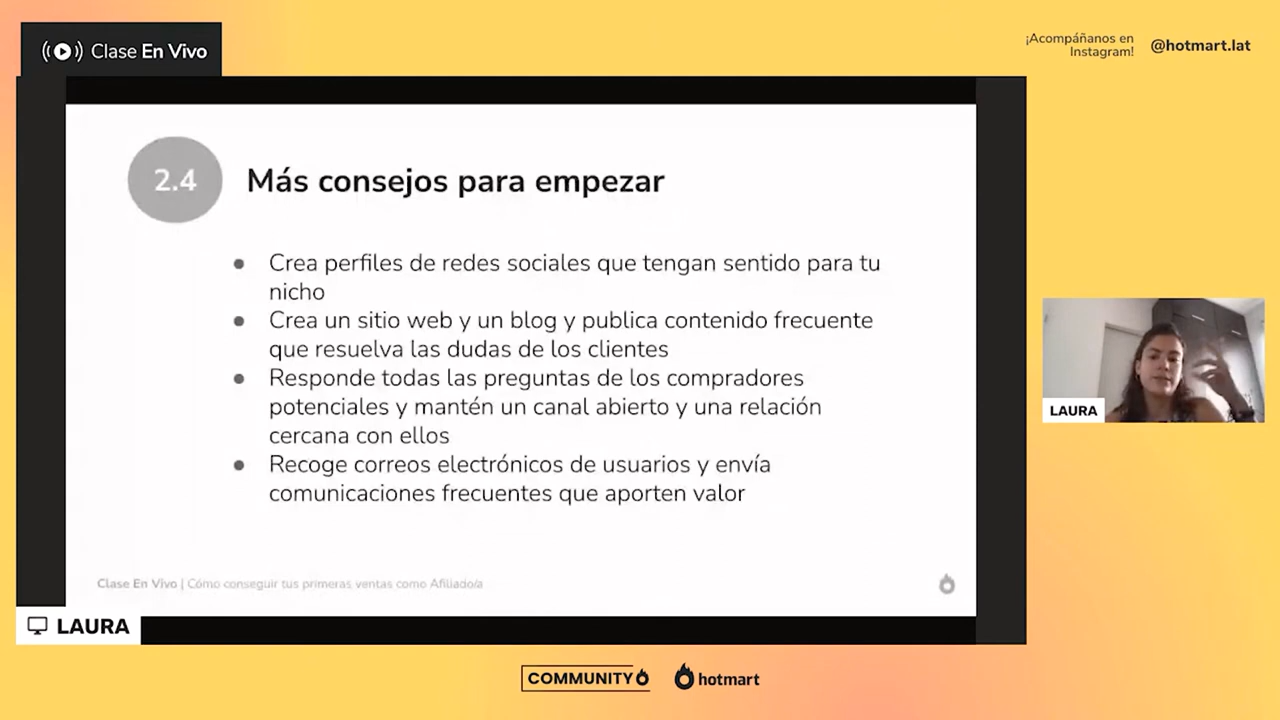 Clase En Vivo
¡Acompáñanos en
Instagram!
@hotmart.lat
2.4
Más consejos para empezar
● Crea perfiles de redes sociales que tengan sentido para tu
nicho
● Crea un sitio web y un blog y publica contenido frecuente
que resuelva las dudas de los clientes
● Responde todas las preguntas de los compradores
potenciales y mantén un canal abierto y una relación
cercana con ellos
● Recoge correos electrónicos de usuarios y envía
comunicaciones frecuentes que aporten valor
Clase En Vivo | Cómo conseguir tus primeras ventas como Afiliado/a
LAURA
LAURA
COMMUNITY
hotmart